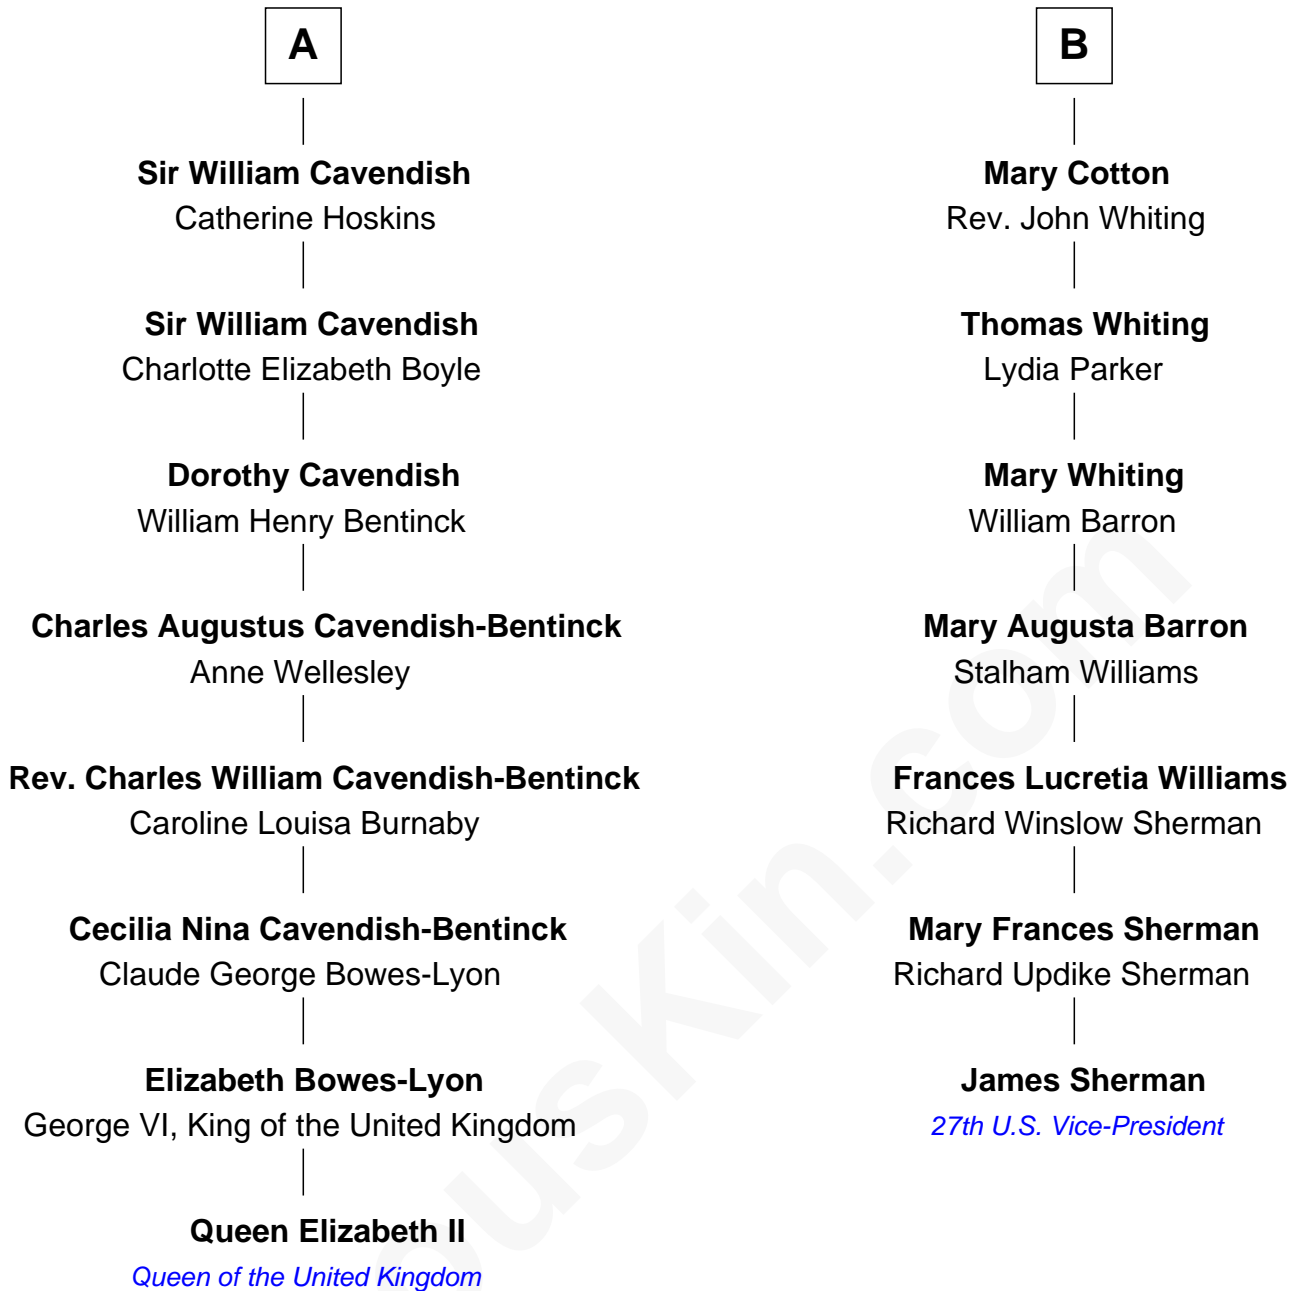 A
Sir William Cavendish
Catherine Hoskins
Sir William Cavendish
Charlotte Elizabeth Boyle
Dorothy Cavendish
William Henry Bentinck
Charles Augustus Cavendish-Bentinck
Anne Wellesley
Rev. Charles William Cavendish-Bentinck
Caroline Louisa Burnaby
Cecilia Nina Cavendish-Bentinck
Claude George Bowes-Lyon
Elizabeth Bowes-Lyon
George VI, King of the United Kingdom
Queen Elizabeth II
Queen of the United Kingdom
B
Mary Cotton
Rev. John Whiting
Thomas Whiting
Lydia Parker
Mary Whiting
William Barron
Mary Augusta Barron
Stalham Williams
Frances Lucretia Williams
Richard Winslow Sherman
Mary Frances Sherman
Richard Updike Sherman
James Sherman
27th U.S. Vice-President
ousKin.com